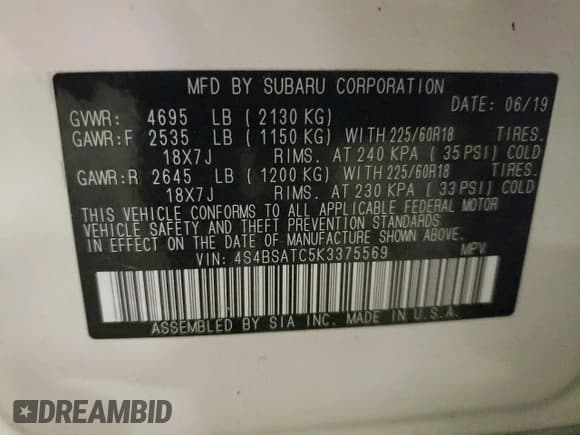 MFD BY SUBARU CORPORATION
DATE: 06/19
GVWR: 4695 LB ( 2130 KG)
GAWR:F 2535 LB ( 1150 KG) WITH 225/60R18 TIRES.
18X7J RIMS. AT 240 KPA ( 35 PSI) COLD
GAWR:R 2645 LB ( 1200 KG) WITH 225/60R18 TIRES.
18X7J RIMS. AT 230 KPA ( 33 PSI) COLD
THIS VEHICLE CONFORMS TO ALL APPLICABLE FEDERAL MOTOR
VEHICLE SAFETY AND THEFT PREVENTION STANDARDS
IN EFFECT ON THE DATE OF MANUFACTURE SHOWN ABOVE.
VIN: 4S4BSATC5K3375569 MPV
ASSEMBLED BY SIA INC. MADE IN U.S.A.
DREAMBID